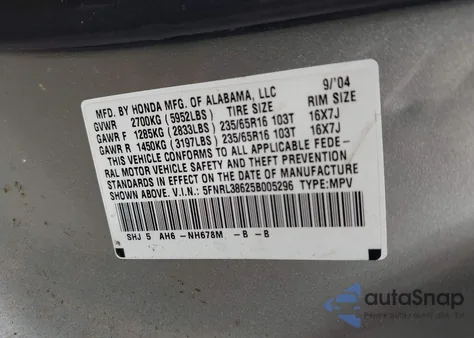 MFD. BY HONDA MFG. OF ALABAMA, LLC 9/'04
GVWR 2700KG (5952LBS) TIRE SIZE RIM SIZE
GAWR F 1285KG (2833LBS) 235/65R16 103T 16X7J
GAWR R 1450KG (3197LBS) 235/65R16 103T 16X7J
THIS VEHICLE CONFORMS TO ALL APPLICABLE FEDE-
RAL MOTOR VEHICLE SAFETY AND THEFT PREVENTION
STANDARDS IN EFFECT ON THE DATE OF MANUFACTURE
SHOWN ABOVE. V.I.N.: 5FNRL38625B005296 TYPE:MPV
SHJ 5 AH6 -NH678M -B -B
autoSnap